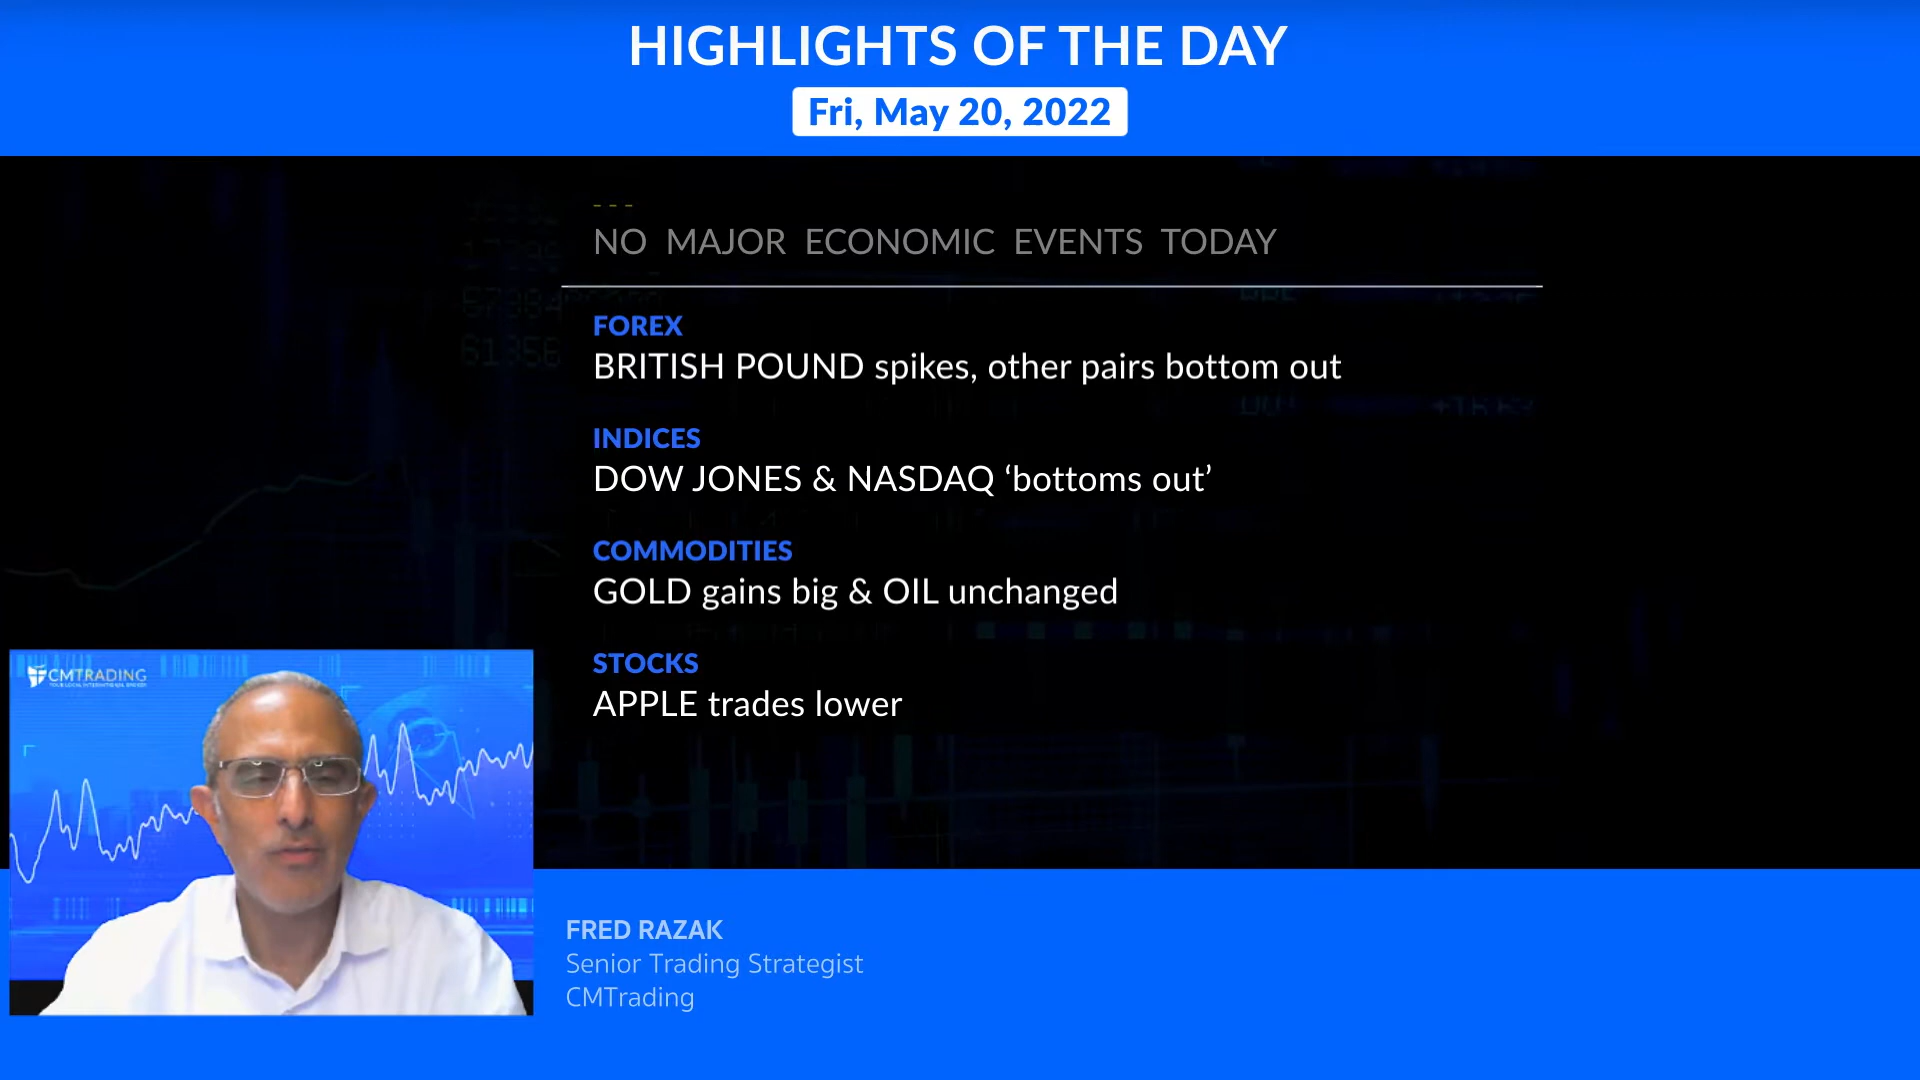 HIGHLIGHTS OF THE DAY
Fri, May 20, 2022
---
NO MAJOR ECONOMIC EVENTS TODAY
FOREX
BRITISH POUND spikes, other pairs bottom out
INDICES
DOW JONES & NASDAQ ‘bottoms out’
COMMODITIES
GOLD gains big & OIL unchanged
STOCKS
APPLE trades lower
CMTRADING
FRED RAZAK
Senior Trading Strategist
CMTrading